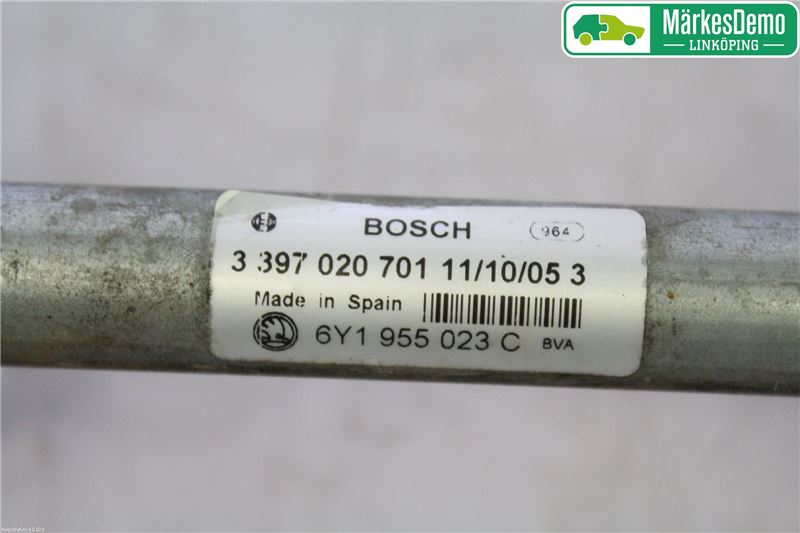 MärkesDemo
LINKÖPING
BOSCH 964
3 397 020 701 11/10/05 3
Made in Spain
6Y1 955 023 C BVA